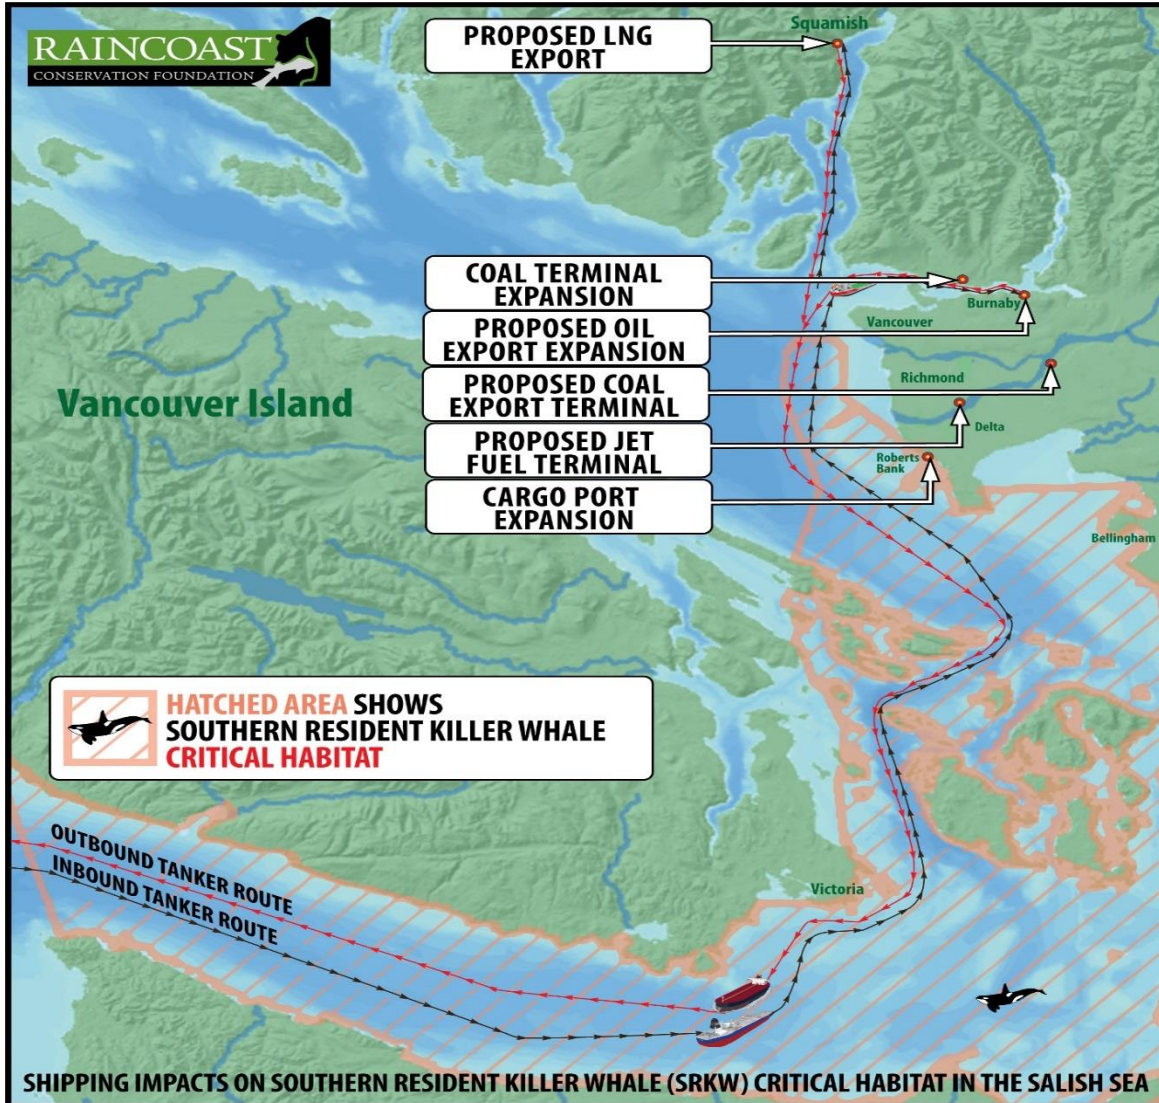 RAINCOAST
CONSERVATION FOUNDATION
PROPOSED LNG
EXPORT
Squamish
COAL TERMINAL
EXPANSION
PROPOSED OIL
EXPORT EXPANSION
PROPOSED COAL
EXPORT TERMINAL
PROPOSED JET
FUEL TERMINAL
CARGO PORT
EXPANSION
Burnaby
Vancouver
Richmond
Delta
Roberts
Bank
Bellingham
Vancouver Island
HATCHED AREA SHOWS
SOUTHERN RESIDENT KILLER WHALE
CRITICAL HABITAT
OUTBOUND TANKER ROUTE
INBOUND TANKER ROUTE
Victoria
SHIPPING IMPACTS ON SOUTHERN RESIDENT KILLER WHALE (SRKW) CRITICAL HABITAT IN THE SALISH SEA